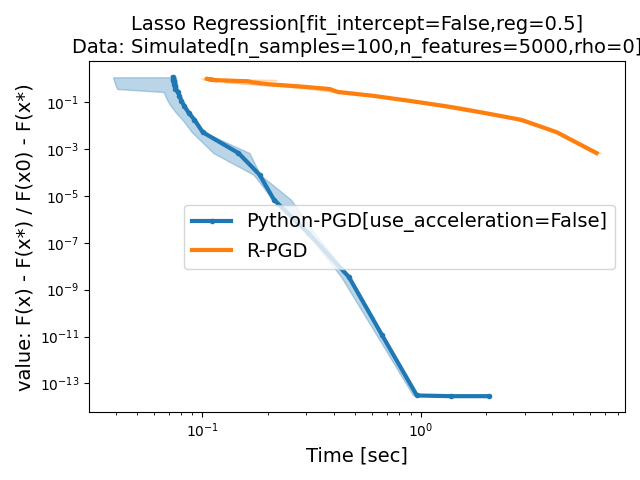 Lasso Regression[fit_intercept=False,reg=0.5]
Data: Simulated[n_samples=100,n_features=5000,rho=0]
value: F(x) - F(x*) / F(x0) - F(x*)
10⁻¹
10⁻³
10⁻⁵
10⁻⁷
10⁻⁹
10⁻¹¹
10⁻¹³
Python-PGD[use_acceleration=False]
R-PGD
10⁻¹ 10⁰
Time [sec]